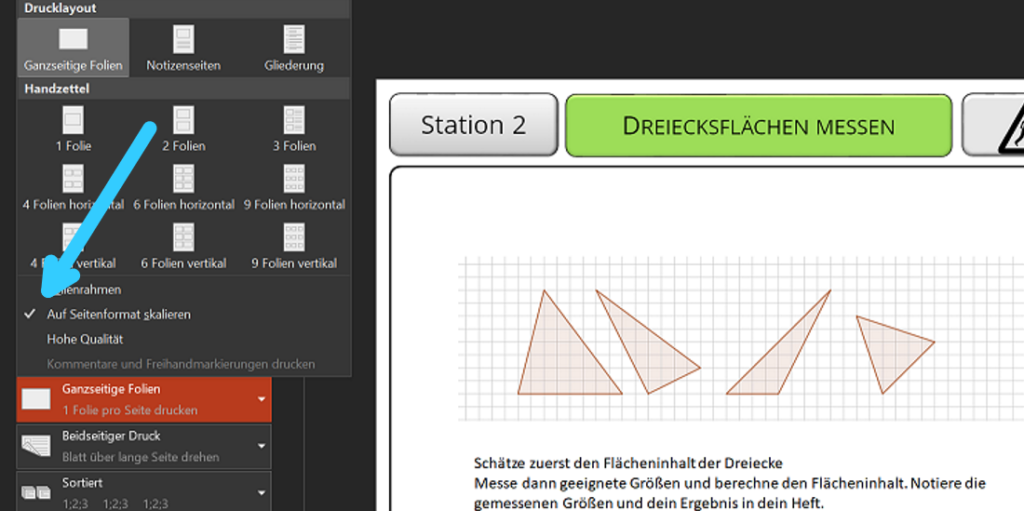 Drucklayout
Ganzseitige Folien Notizenseiten Gliederung
Handzettel
1 Folie 2 Folien 3 Folien
4 Folien 6 Folien horizontal 9 Folien horizontal
4 vertikal 6 Folien vertikal 9 Folien vertikal
Auf Seitenformat skalieren
Hohe Qualität
Kommentare und Freihandmarkierungen drucken
Ganzseitige Folien
1 Folie pro Seite drucken
Beidseitiger Druck
Blatt über lange Seite drehen
Sortiert
1;2;3 1;2;3 1;2;3
Station 2
DREIECKSFLÄCHEN MESSEN
Schätze zuerst den Flächeninhalt der Dreiecke
Messe dann geeignete Größen und berechne den Flächeninhalt. Notiere die
gemessenen Größen und dein Ergebnis in dein Heft.